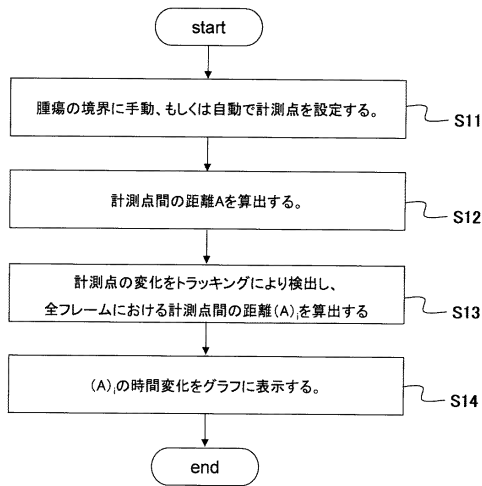 start
腫瘍の境界に手動、もしくは自動で計測点を設定する。
S11
計測点間の距離Aを算出する。
S12
計測点の変化をトラッキングにより検出し、
全フレームにおける計測点間の距離(A)iを算出する
S13
(A)iの時間変化をグラフに表示する。
S14
end